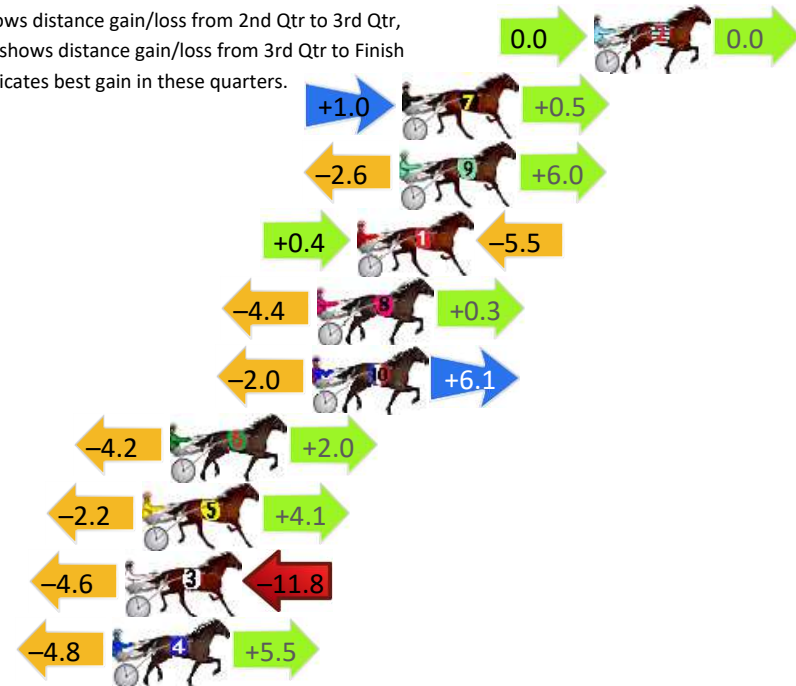 ows distance gain/loss from 2nd Qtr to 3rd Qtr,
shows distance gain/loss from 3rd Qtr to Finish
icates best gain in these quarters.
0.0 2 0.0
+1.0 7 +0.5
−2.6 9 +6.0
+0.4 1 −5.5
−4.4 8 +0.3
−2.0 10 +6.1
−4.2 6 +2.0
−2.2 5 +4.1
−4.6 3 −11.8
−4.8 4 +5.5